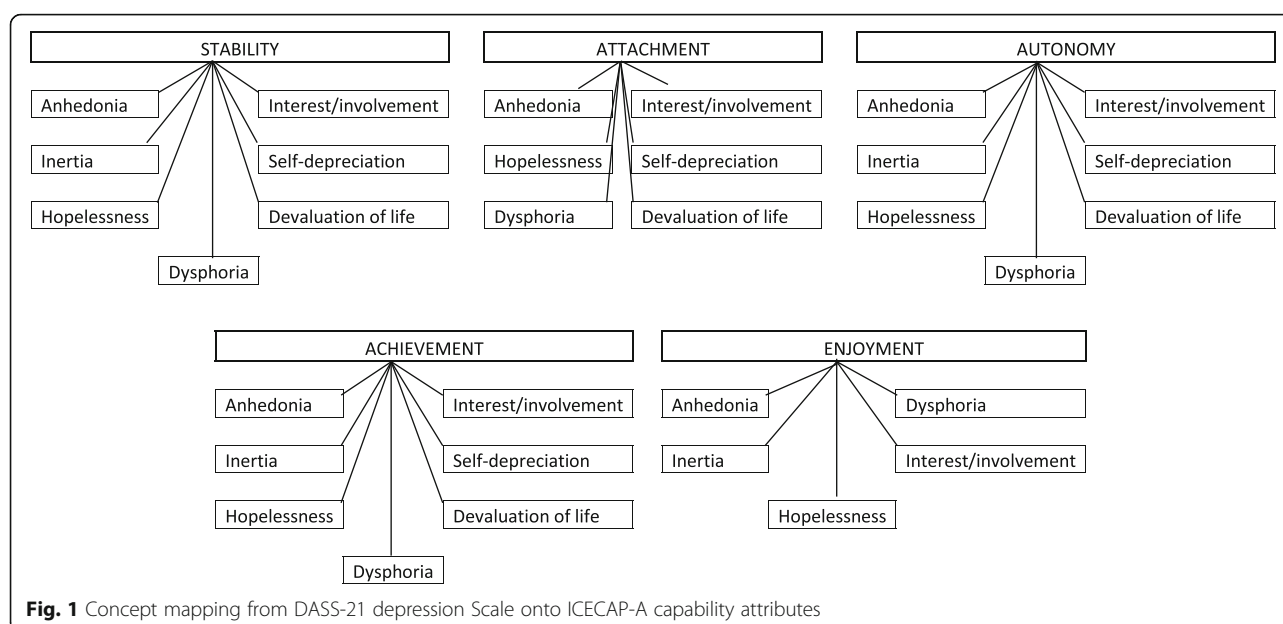 STABILITY
Anhedonia
Interest/involvement
Inertia
Self-depreciation
Hopelessness
Devaluation of life
Dysphoria
ATTACHMENT
Anhedonia
Interest/involvement
Hopelessness
Self-depreciation
Dysphoria
Devaluation of life
AUTONOMY
Anhedonia
Interest/involvement
Inertia
Self-depreciation
Hopelessness
Devaluation of life
Dysphoria
ACHIEVEMENT
Anhedonia
Interest/involvement
Inertia
Self-depreciation
Hopelessness
Devaluation of life
Dysphoria
ENJOYMENT
Anhedonia
Dysphoria
Inertia
Interest/involvement
Hopelessness
Fig. 1 Concept mapping from DASS-21 depression Scale onto ICECAP-A capability attributes